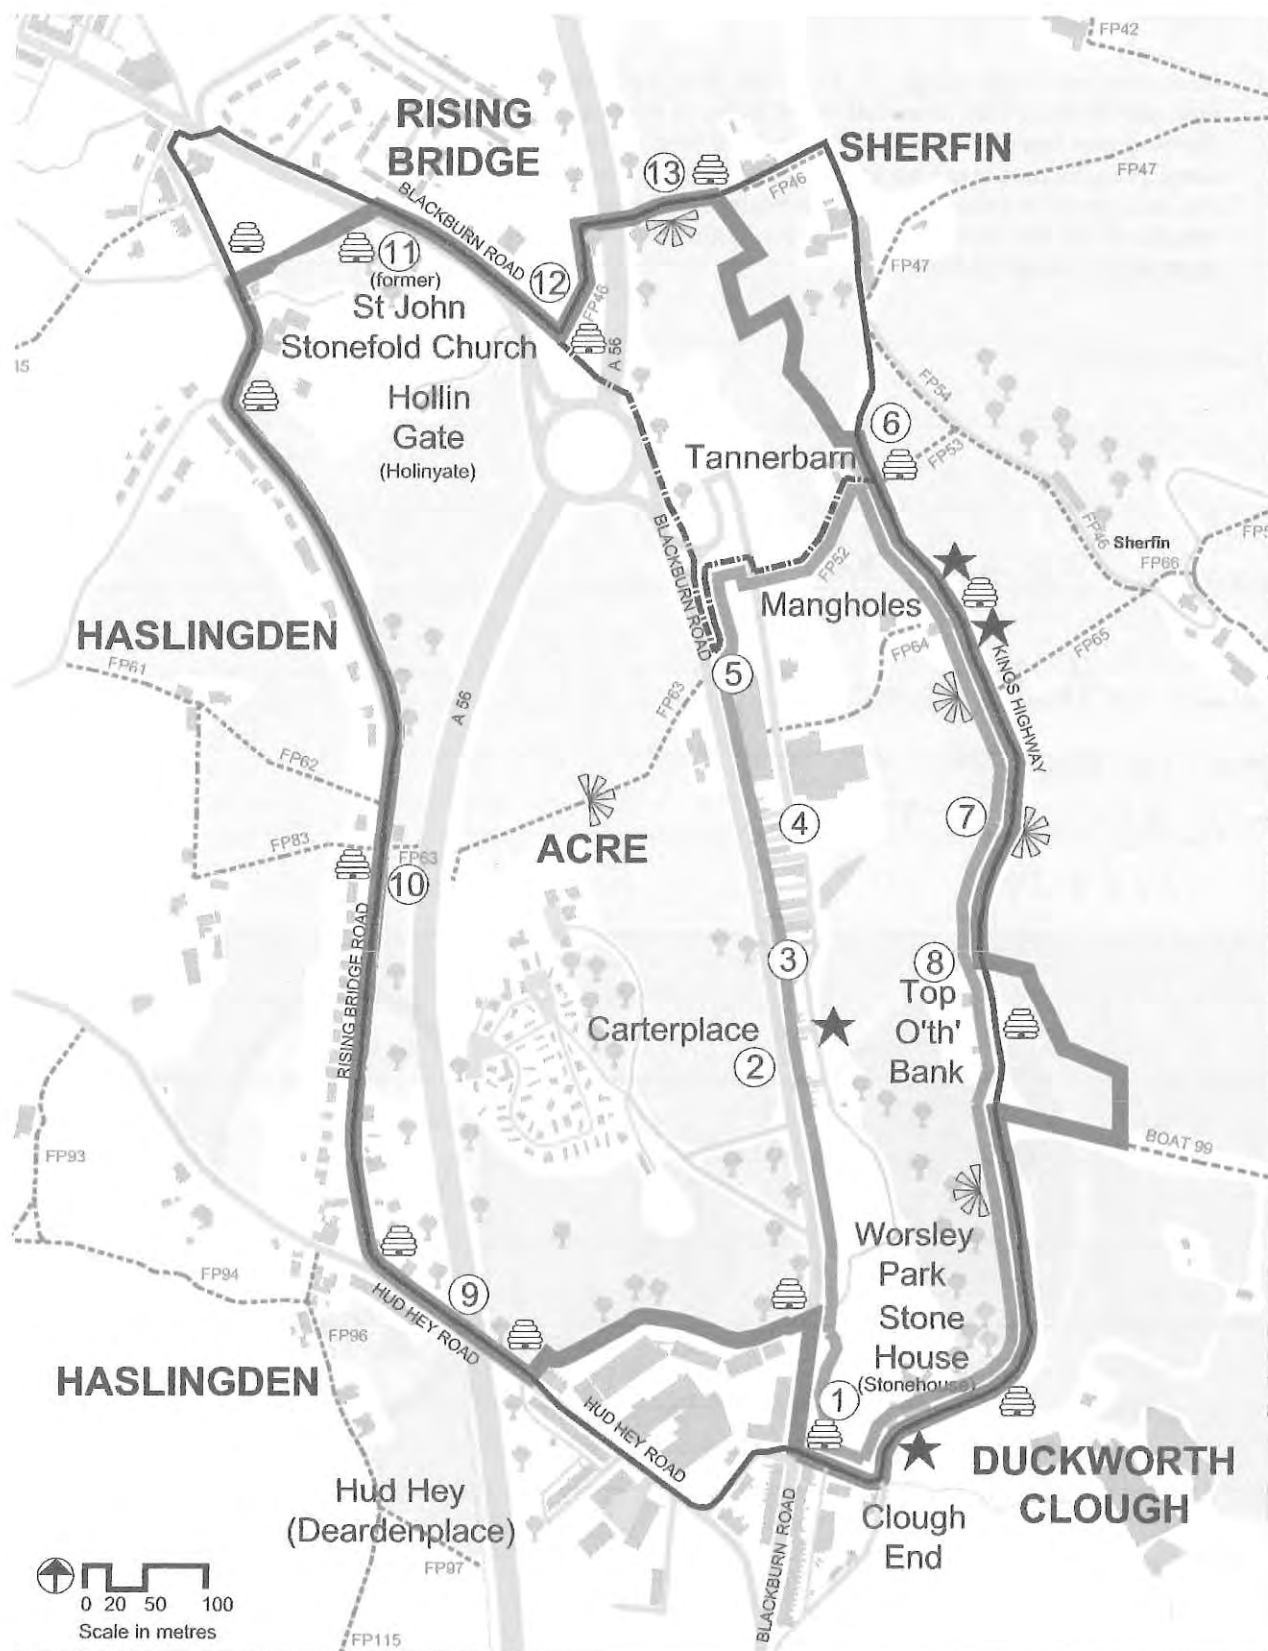 FP42
RISING
BRIDGE
SHERFIN
13
FP46
FP47
FP47
BLACKBURN ROAD
11
(former)
12
FP46
A 56
St John
Stonefold Church
Hollin
Gate
(Holinyate)
FP54
6
FP53
Tannerbarn
BLACKBURN ROAD
FP52
FP46
Sherfin
FP66
Mangholes
FP64
FP65
KINGS HIGHWAY
HASLINGDEN
FP61
5
FP63
A 56
FP62
4
7
ACRE
FP83
FP63
10
RISING BRIDGE ROAD
3
8
Top
O'th'
Bank
Carterplace
2
BOAT 99
FP93
Worsley
Park
Stone
House
(Stonehouse)
FP94
9
HUD HEY ROAD
FP96
HASLINGDEN
1
HUD HEY ROAD
DUCKWORTH
CLOUGH
Hud Hey
(Deardenplace)
BLACKBURN ROAD
Clough
End
FP97
0 20 50 100
Scale in metres
FP115